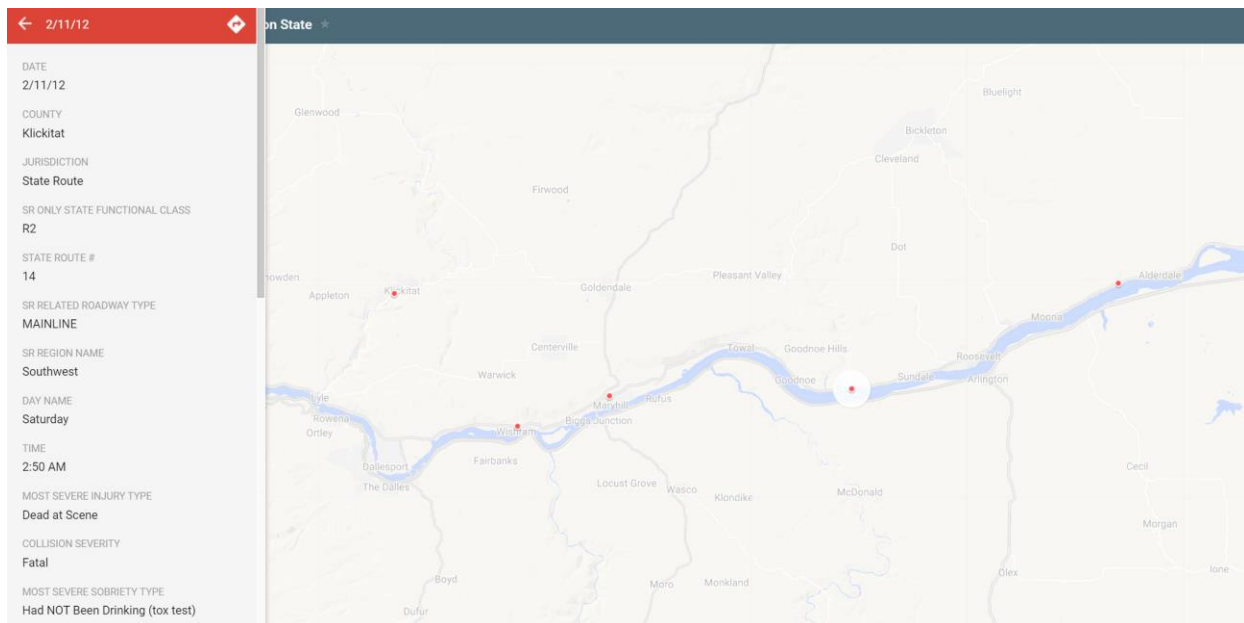 2/11/12
on State
DATE
2/11/12
COUNTY
Klickitat
JURISDICTION
State Route
SR ONLY STATE FUNCTIONAL CLASS
R2
STATE ROUTE #
14
SR RELATED ROADWAY TYPE
MAINLINE
SR REGION NAME
Southwest
DAY NAME
Saturday
TIME
2:50 AM
MOST SEVERE INJURY TYPE
Dead at Scene
COLLISION SEVERITY
Fatal
MOST SEVERE SOBRIETY TYPE
Had NOT Been Drinking (tox test)
Bluelight
Glenwood
Bickleton
Cleveland
Firwood
Dot
owden
Pleasant Valley
Alderdale
Appleton
Klickitat
Goldendale
Moona
Centerville
Towal
Goodnoe Hills
Roosevelt
Warwick
Goodnoe
Sundale
Arlington
Lyle
Maryhill
Rufus
Rowena
Biggs Junction
Ortley
Wishram
Dallesport
Fairbanks
Cecil
The Dalles
Locust Grove
Wasco
Klondike
McDonald
Morgan
Boyd
Moro
Monkland
Olex
Ione
Dufur